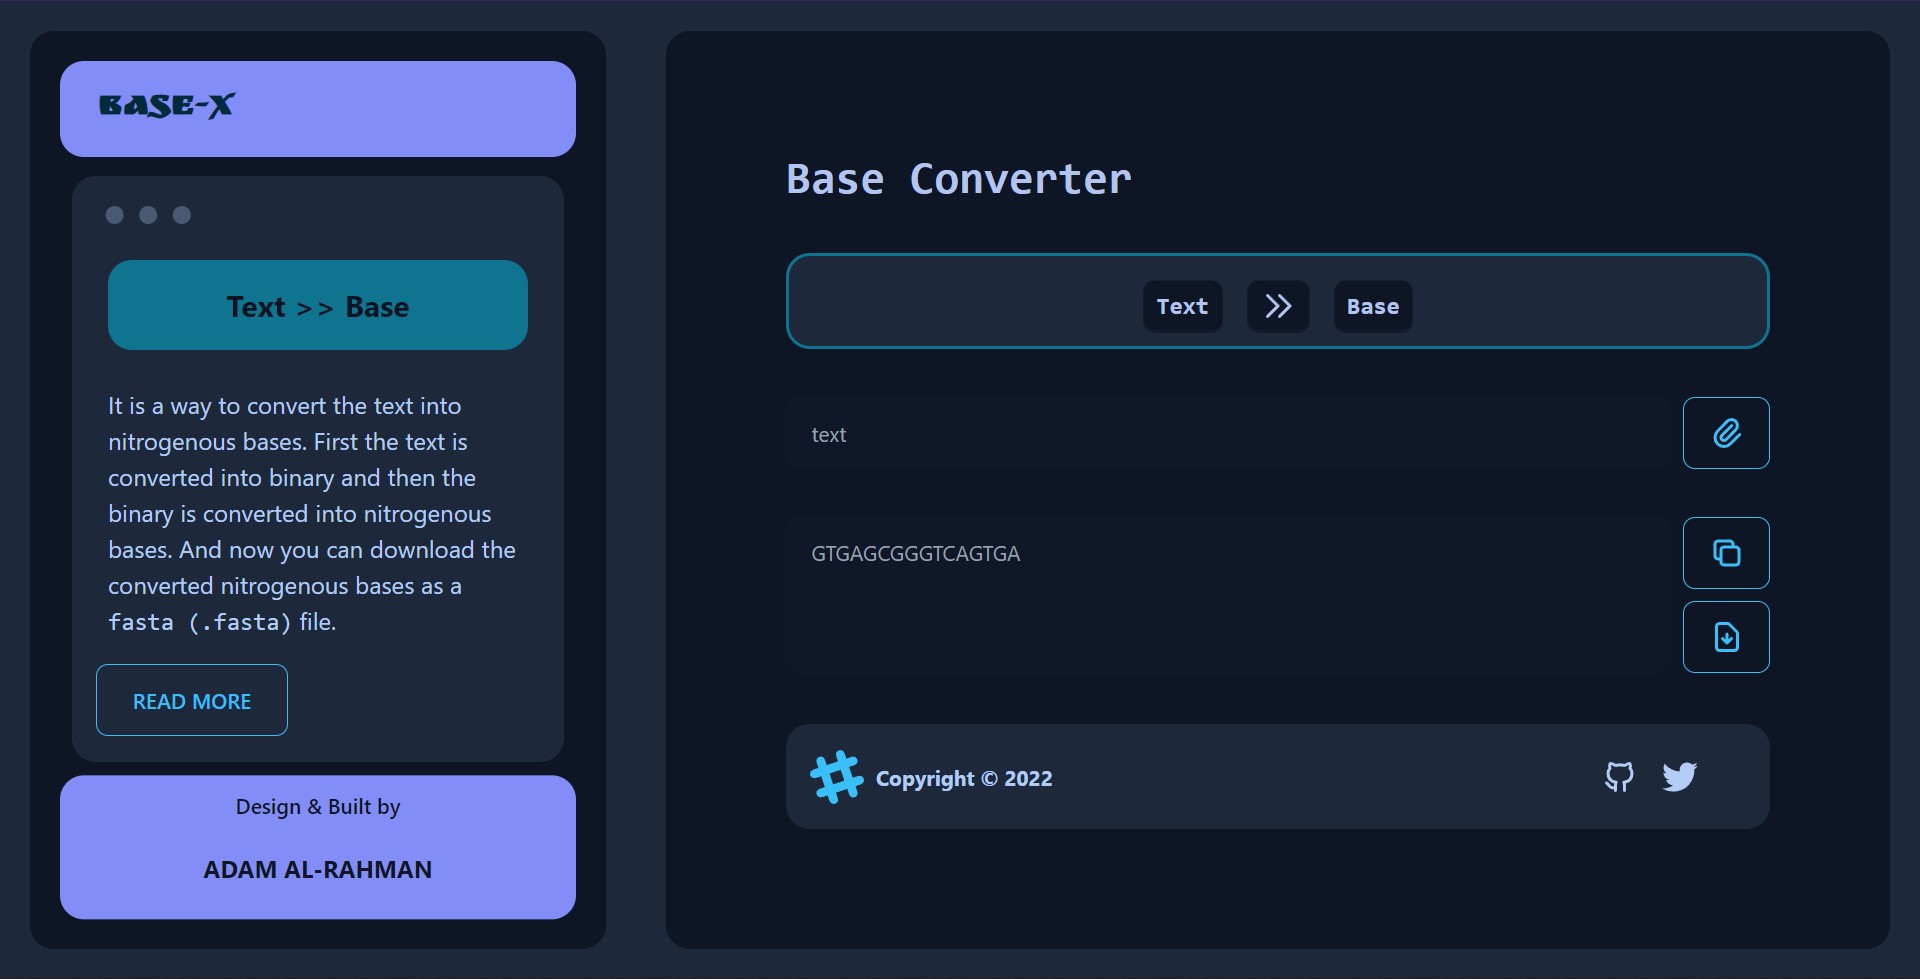 BASE-X
Text >> Base
It is a way to convert the text into
nitrogenous bases. First the text is
converted into binary and then the
binary is converted into nitrogenous
bases. And now you can download the
converted nitrogenous bases as a
fasta (.fasta) file.
READ MORE
Design & Built by
ADAM AL-RAHMAN
Base Converter
Text Base
text
GTGAGCGGGTCAGTGA
Copyright © 2022